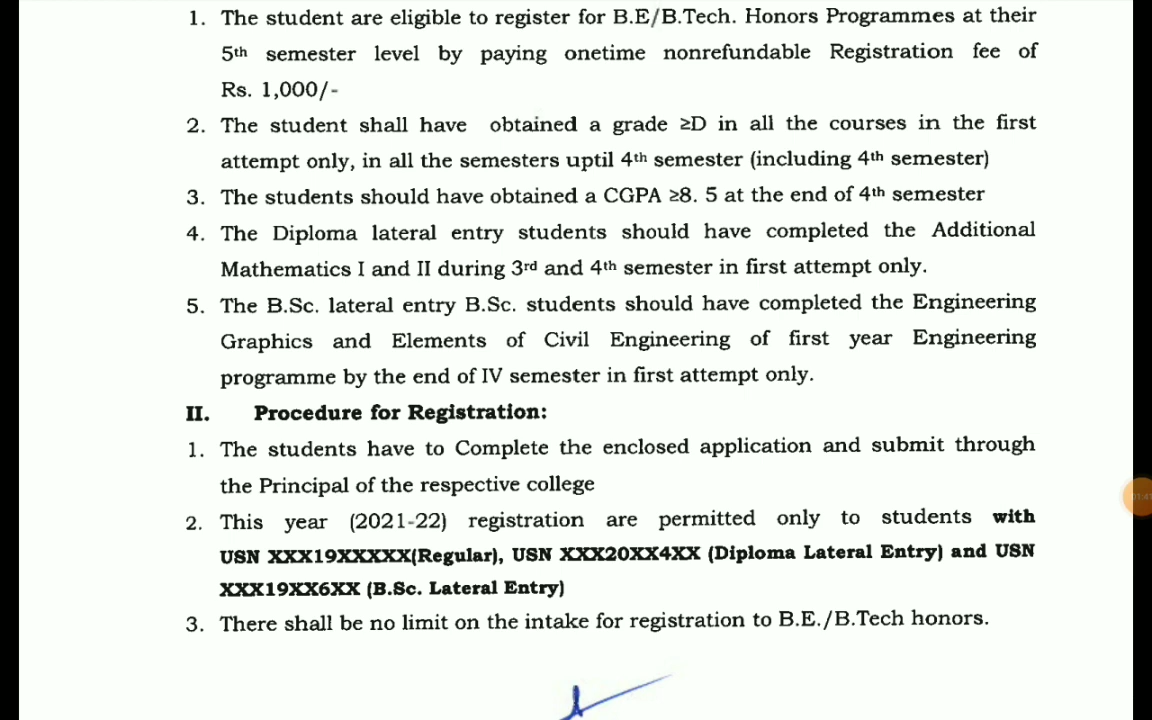 1. The student are eligible to register for B.E/B.Tech. Honors Programmes at their
5th semester level by paying onetime nonrefundable Registration fee of
Rs. 1,000/-
2. The student shall have obtained a grade ≥D in all the courses in the first
attempt only, in all the semesters uptil 4th semester (including 4th semester)
3. The students should have obtained a CGPA ≥8. 5 at the end of 4th semester
4. The Diploma lateral entry students should have completed the Additional
Mathematics I and II during 3rd and 4th semester in first attempt only.
5. The B.Sc. lateral entry B.Sc. students should have completed the Engineering
Graphics and Elements of Civil Engineering of first year Engineering
programme by the end of IV semester in first attempt only.
II. Procedure for Registration:
1. The students have to Complete the enclosed application and submit through
the Principal of the respective college
2. This year (2021-22) registration are permitted only to students with
USN XXX19XXXXX(Regular), USN XXX20XX4XX (Diploma Lateral Entry) and USN
XXX19XX6XX (B.Sc. Lateral Entry)
3. There shall be no limit on the intake for registration to B.E./B.Tech honors.